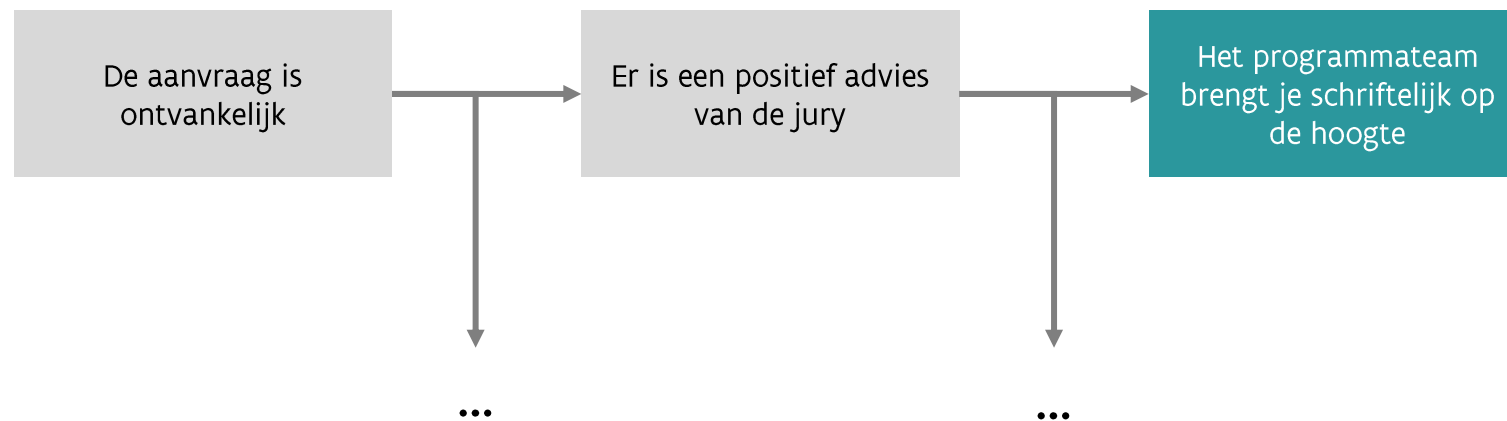 De aanvraag is
ontvankelijk
Er is een positief advies
van de jury
Het programmateam
brengt je schriftelijk op
de hoogte
...
...